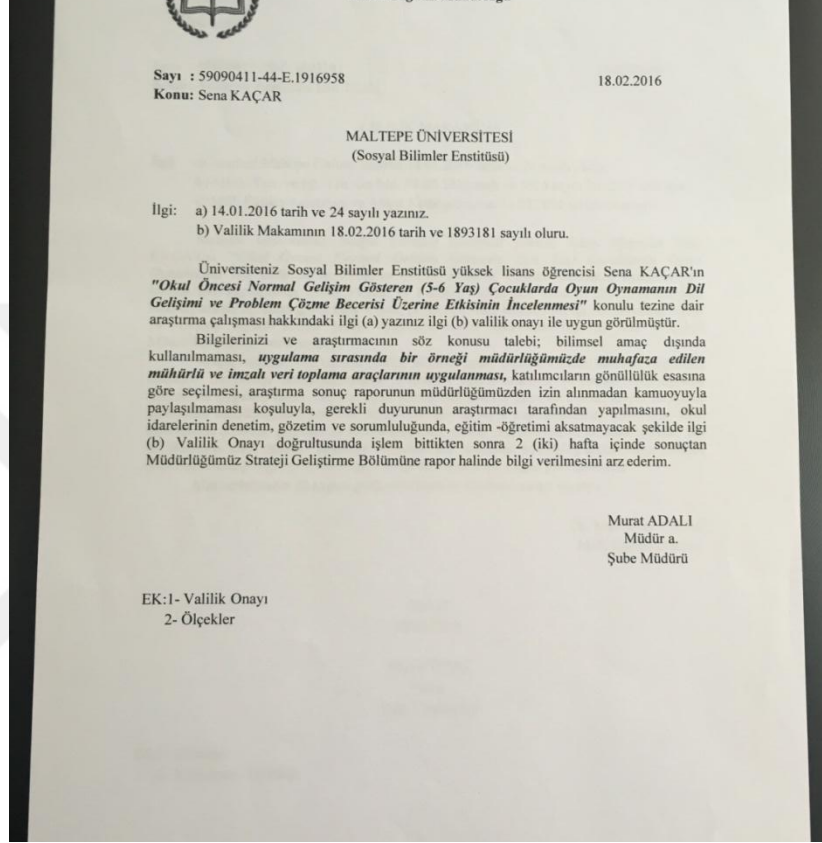 Sayı : 59090411-44-E.1916958
18.02.2016
Konu: Sena KAÇAR
MALTEPE ÜNİVERSİTESİ
(Sosyal Bilimler Enstitüsü)
İlgi: a) 14.01.2016 tarih ve 24 sayılı yazınız.
b) Valilik Makamının 18.02.2016 tarih ve 1893181 sayılı oluru.
Üniversiteniz Sosyal Bilimler Enstitüsü yüksek lisans öğrencisi Sena KAÇAR'ın
"Okul Öncesi Normal Gelişim Gösteren (5-6 Yaş) Çocuklarda Oyun Oynamanın Dil
Gelişimi ve Problem Çözme Becerisi Üzerine Etkisinin İncelenmesi" konulu tezine dair
araştırma çalışması hakkındaki ilgi (a) yazınız ilgi (b) valilik onayı ile uygun görülmüştür.
Bilgilerinizi ve araştırmacının söz konusu talebi; bilimsel amaç dışında
kullanılmaması, uygulama sırasında bir örneği müdürlüğümüzde muhafaza edilen
mühürlü ve imzalı veri toplama araçlarının uygulanması, katılımcıların gönüllülük esasına
göre seçilmesi, araştırma sonuç raporunun müdürlüğümüzden izin alınmadan kamuoyuyla
paylaşılmaması koşuluyla, gerekli duyurunun araştırmacı tarafından yapılmasını, okul
idarelerinin denetim, gözetim ve sorumluluğunda, eğitim -öğretimi aksatmayacak şekilde ilgi
(b) Valilik Onayı doğrultusunda işlem bittikten sonra 2 (iki) hafta içinde sonuçtan
Müdürlüğümüz Strateji Geliştirme Bölümüne rapor halinde bilgi verilmesini arz ederim.
Murat ADALI
Müdür a.
Şube Müdürü
EK:1- Valilik Onayı
2- Ölçekler